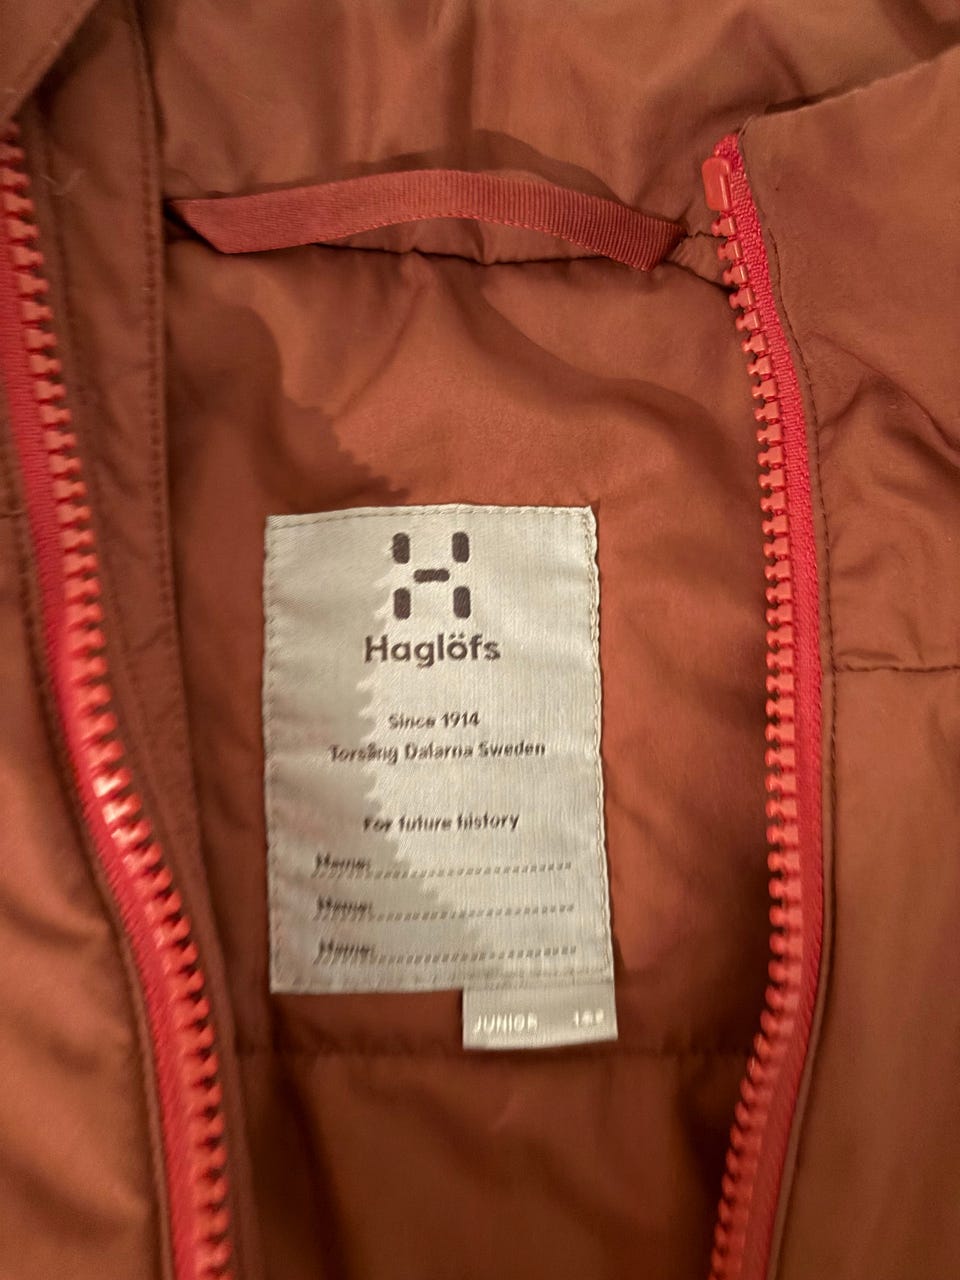 Haglöfs
Since 1914
Torsång Dalarna Sweden
For future history
Name:
Name:
Name:
JUNIOR